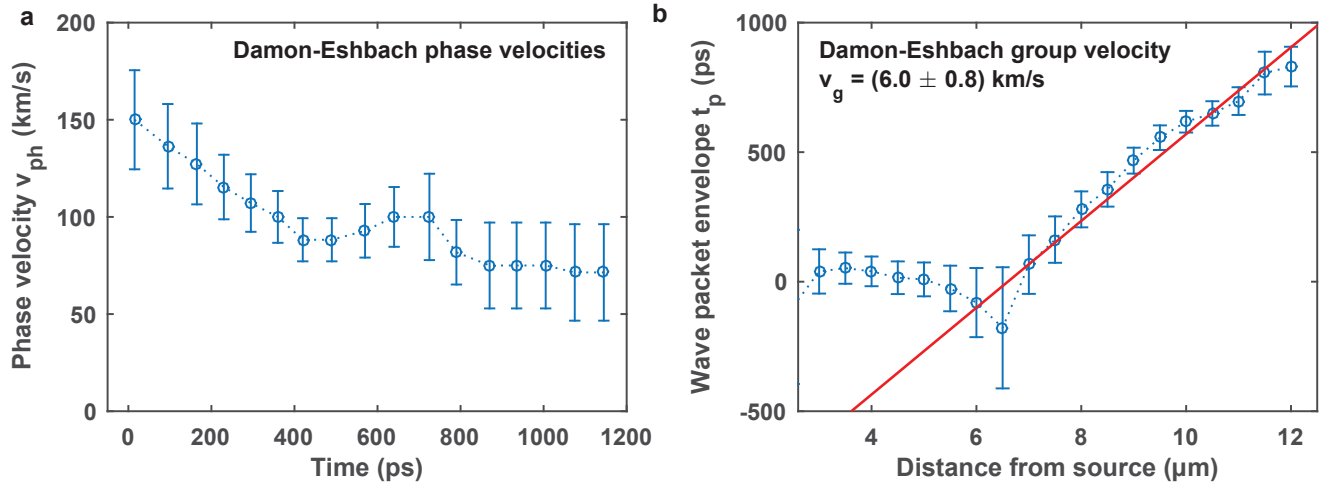 a
Damon-Eshbach phase velocities
Phase velocity v_ph (km/s)
200
150
100
50
0
0 200 400 600 800 1000 1200
Time (ps)
b
Damon-Eshbach group velocity
v_g = (6.0 ± 0.8) km/s
Wave packet envelope t_p (ps)
1000
500
0
-500
4 6 8 10 12
Distance from source (μm)